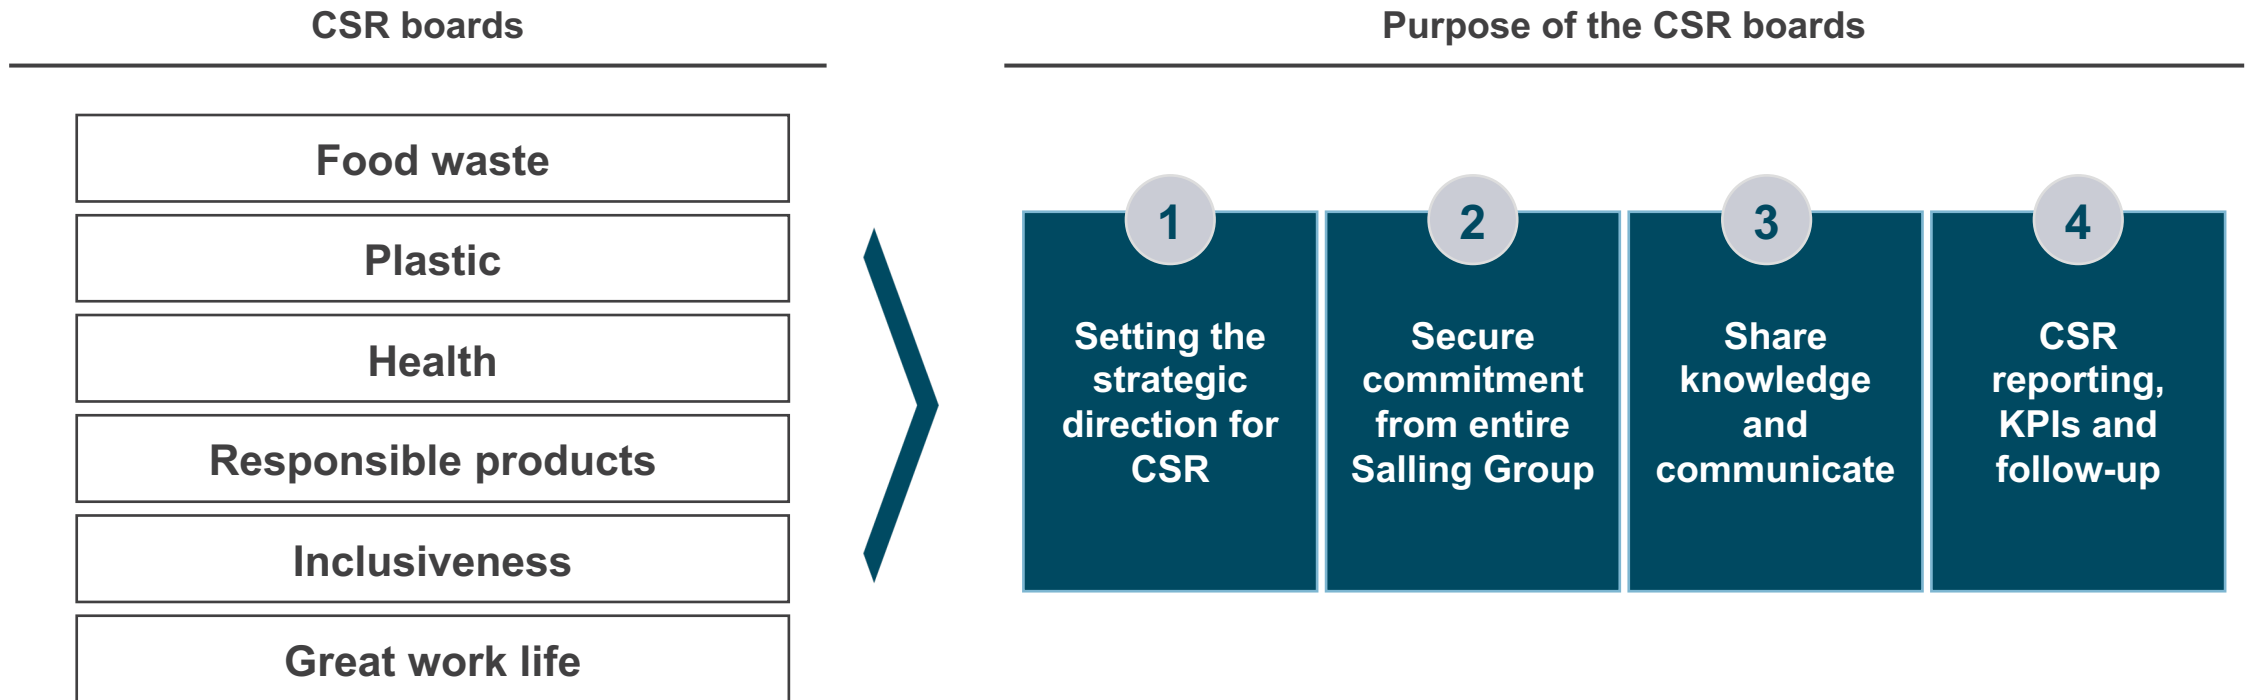 CSR boards
Food waste
Plastic
Health
Responsible products
Inclusiveness
Great work life
Purpose of the CSR boards
1
Setting the
strategic
direction for
CSR
2
Secure
commitment
from entire
Salling Group
3
Share
knowledge
and
communicate
4
CSR
reporting,
KPIs and
follow-up